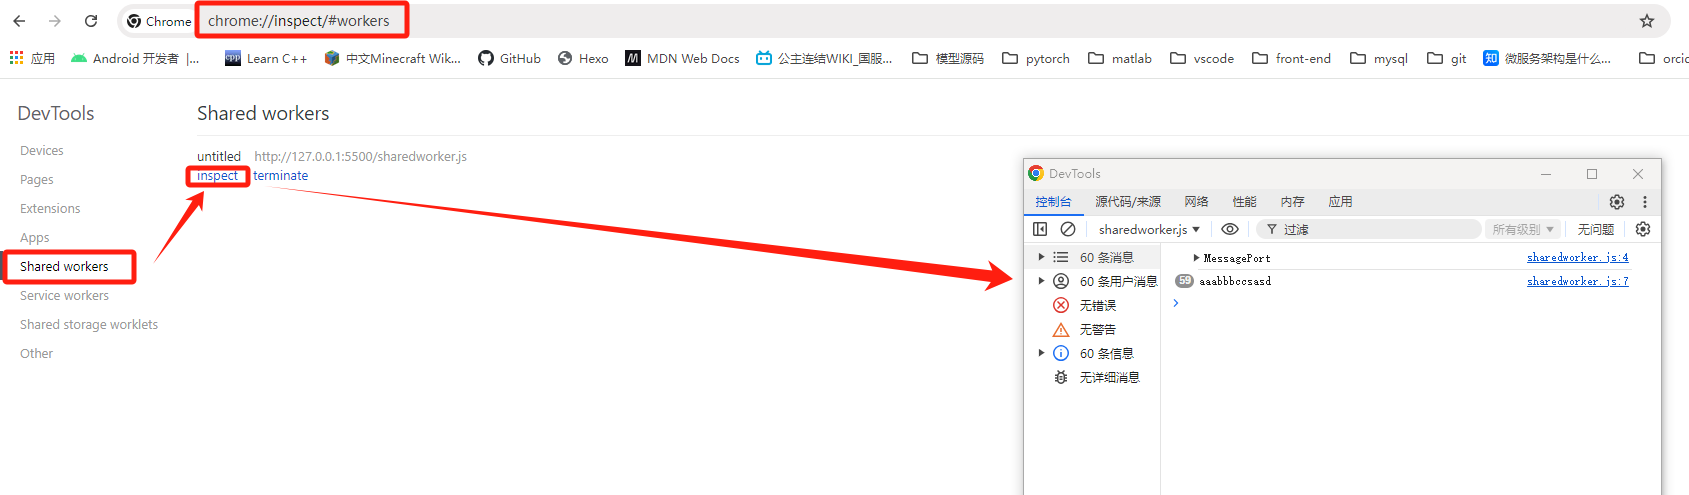 Chrome chrome://inspect/#workers
应用 Android 开发者 |... Learn C++ 中文Minecraft Wik... GitHub Hexo MDN Web Docs 公主连结WIKI_国服... 模型源码 pytorch matlab vscode front-end mysql git 微服务架构是什么... orcid
DevTools
Devices
Pages
Extensions
Apps
Shared workers
Service workers
Shared storage worklets
Other
Shared workers
untitled http://127.0.0.1:5500/sharedworker.js
inspect terminate
DevTools
控制台 源代码/来源 网络 性能 内存 应用
sharedworker.js 过滤 所有级别 无问题
60 条消息
60 条用户消息
无错误
无警告
60 条信息
无详细消息
MessagePort sharedworker.js:4
59 aaabbbccsasd sharedworker.js:7